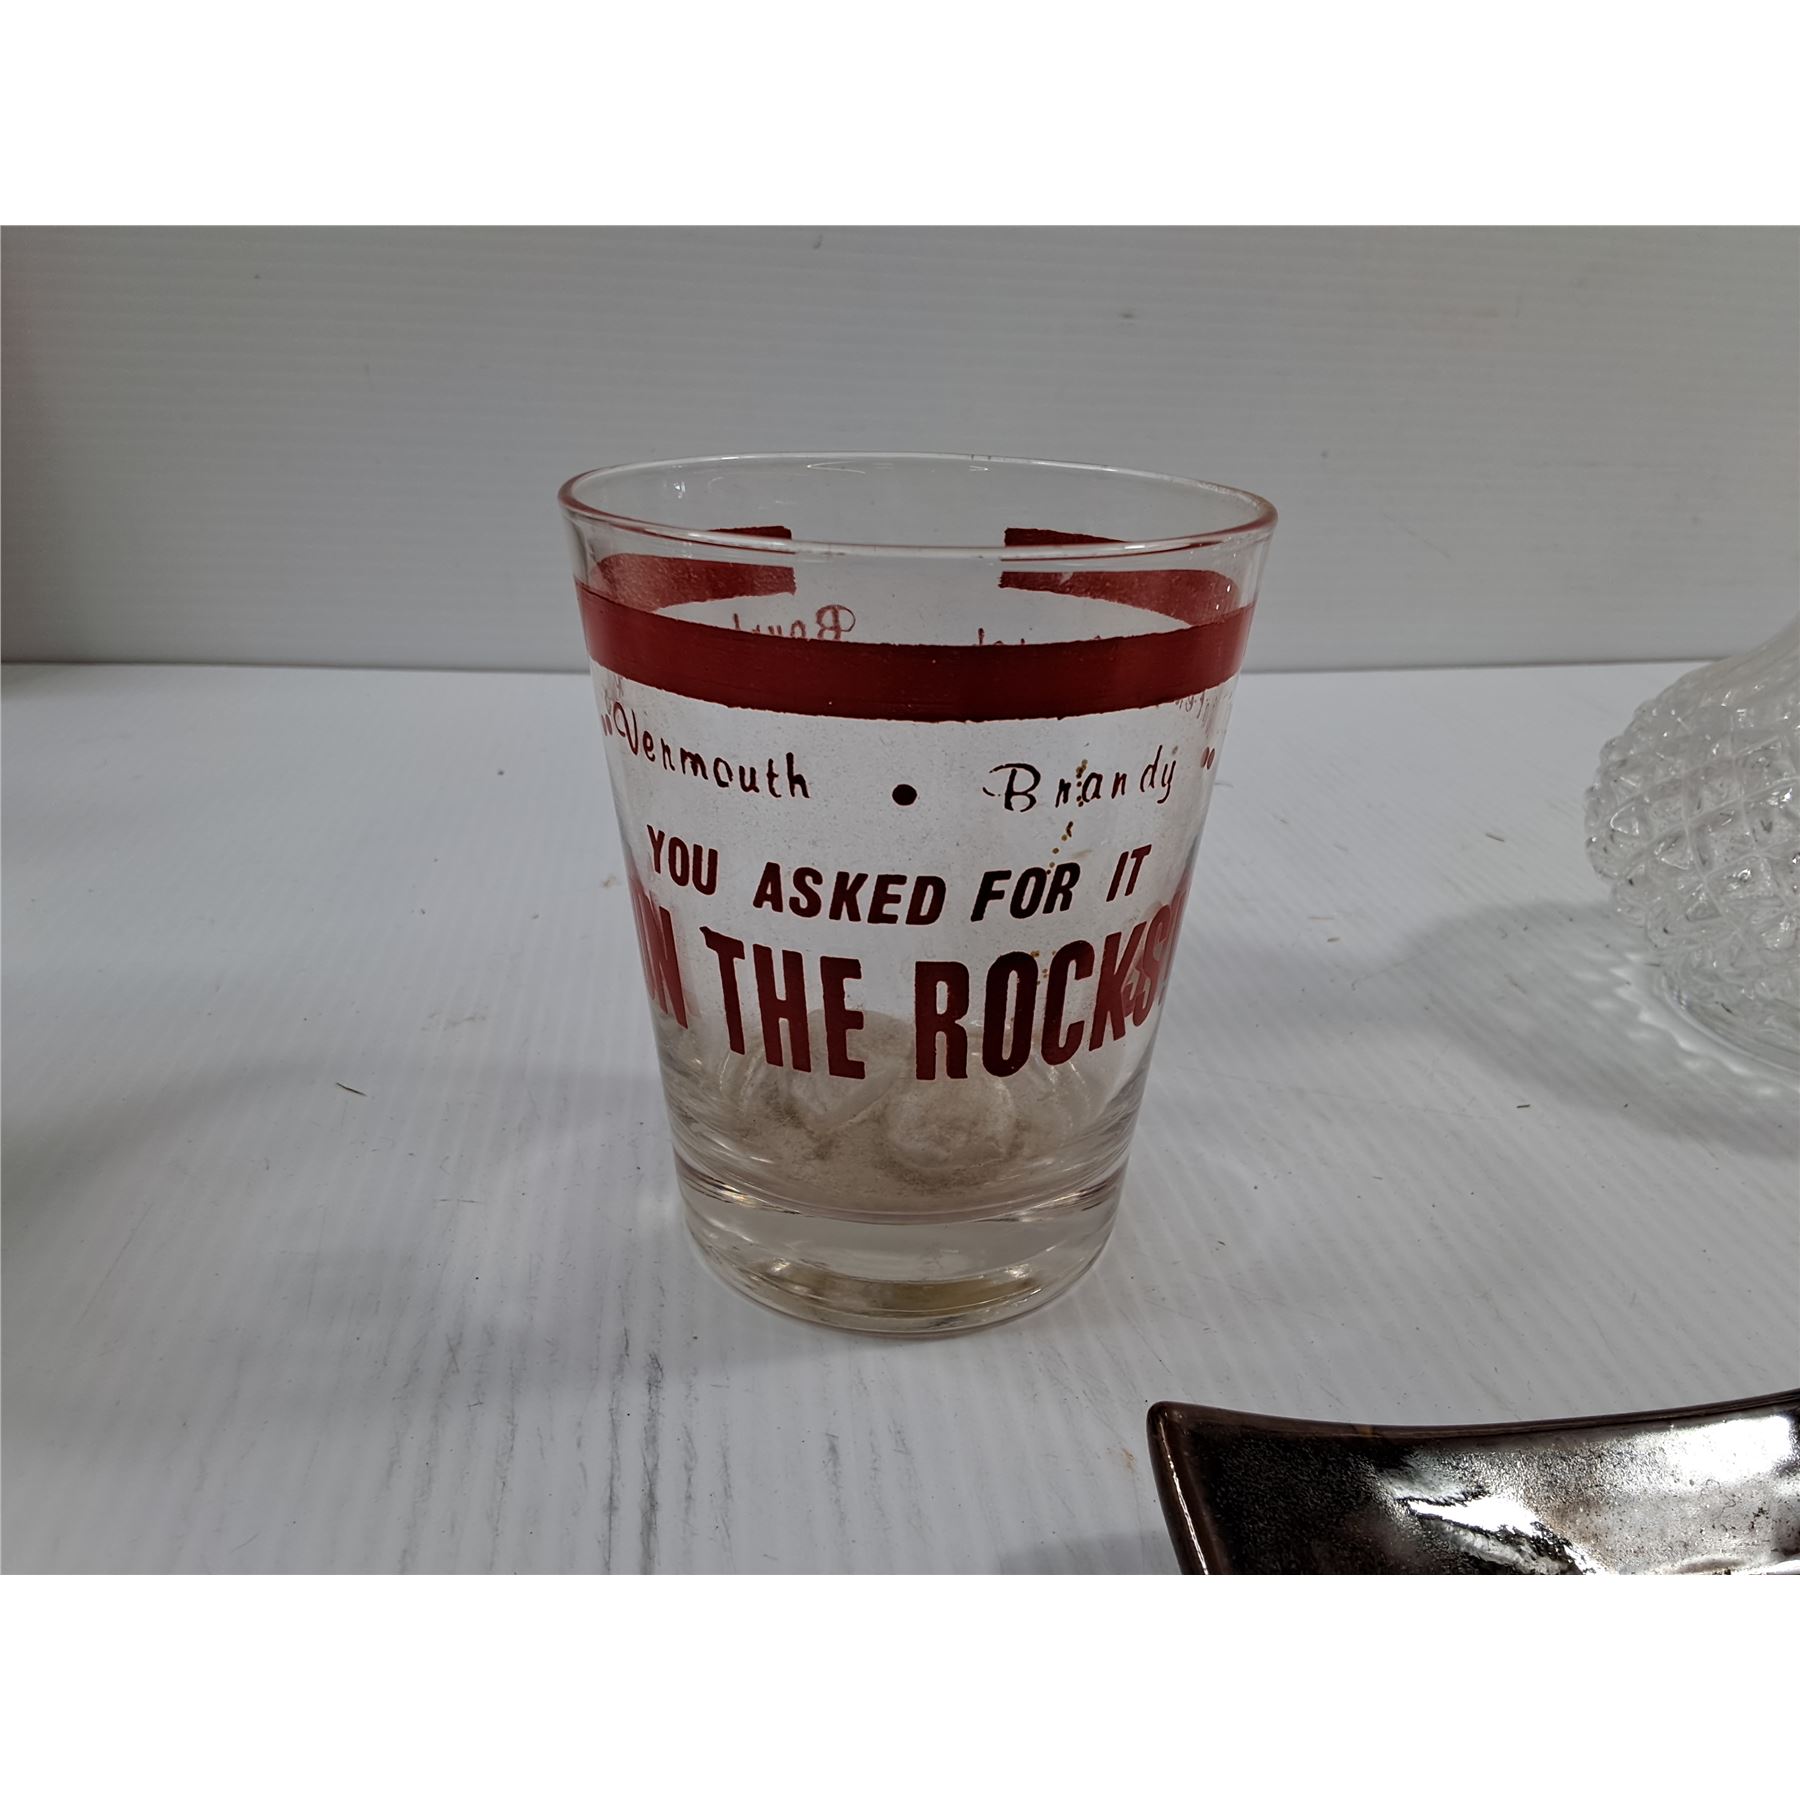 Vermouth • Brandy
YOU ASKED FOR IT
ON THE ROCKS!